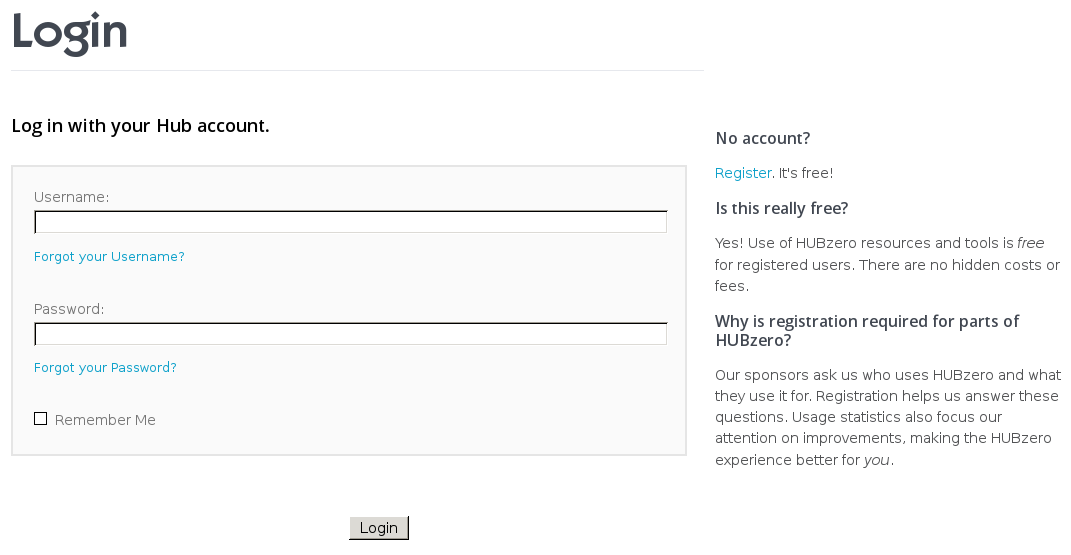 Login
Log in with your Hub account.
Username:
Forgot your Username?
Password:
Forgot your Password?
Remember Me
Login
No account?
Register. It's free!
Is this really free?
Yes! Use of HUBzero resources and tools is free
for registered users. There are no hidden costs or
fees.
Why is registration required for parts of
HUBzero?
Our sponsors ask us who uses HUBzero and what
they use it for. Registration helps us answer these
questions. Usage statistics also focus our
attention on improvements, making the HUBzero
experience better for you.